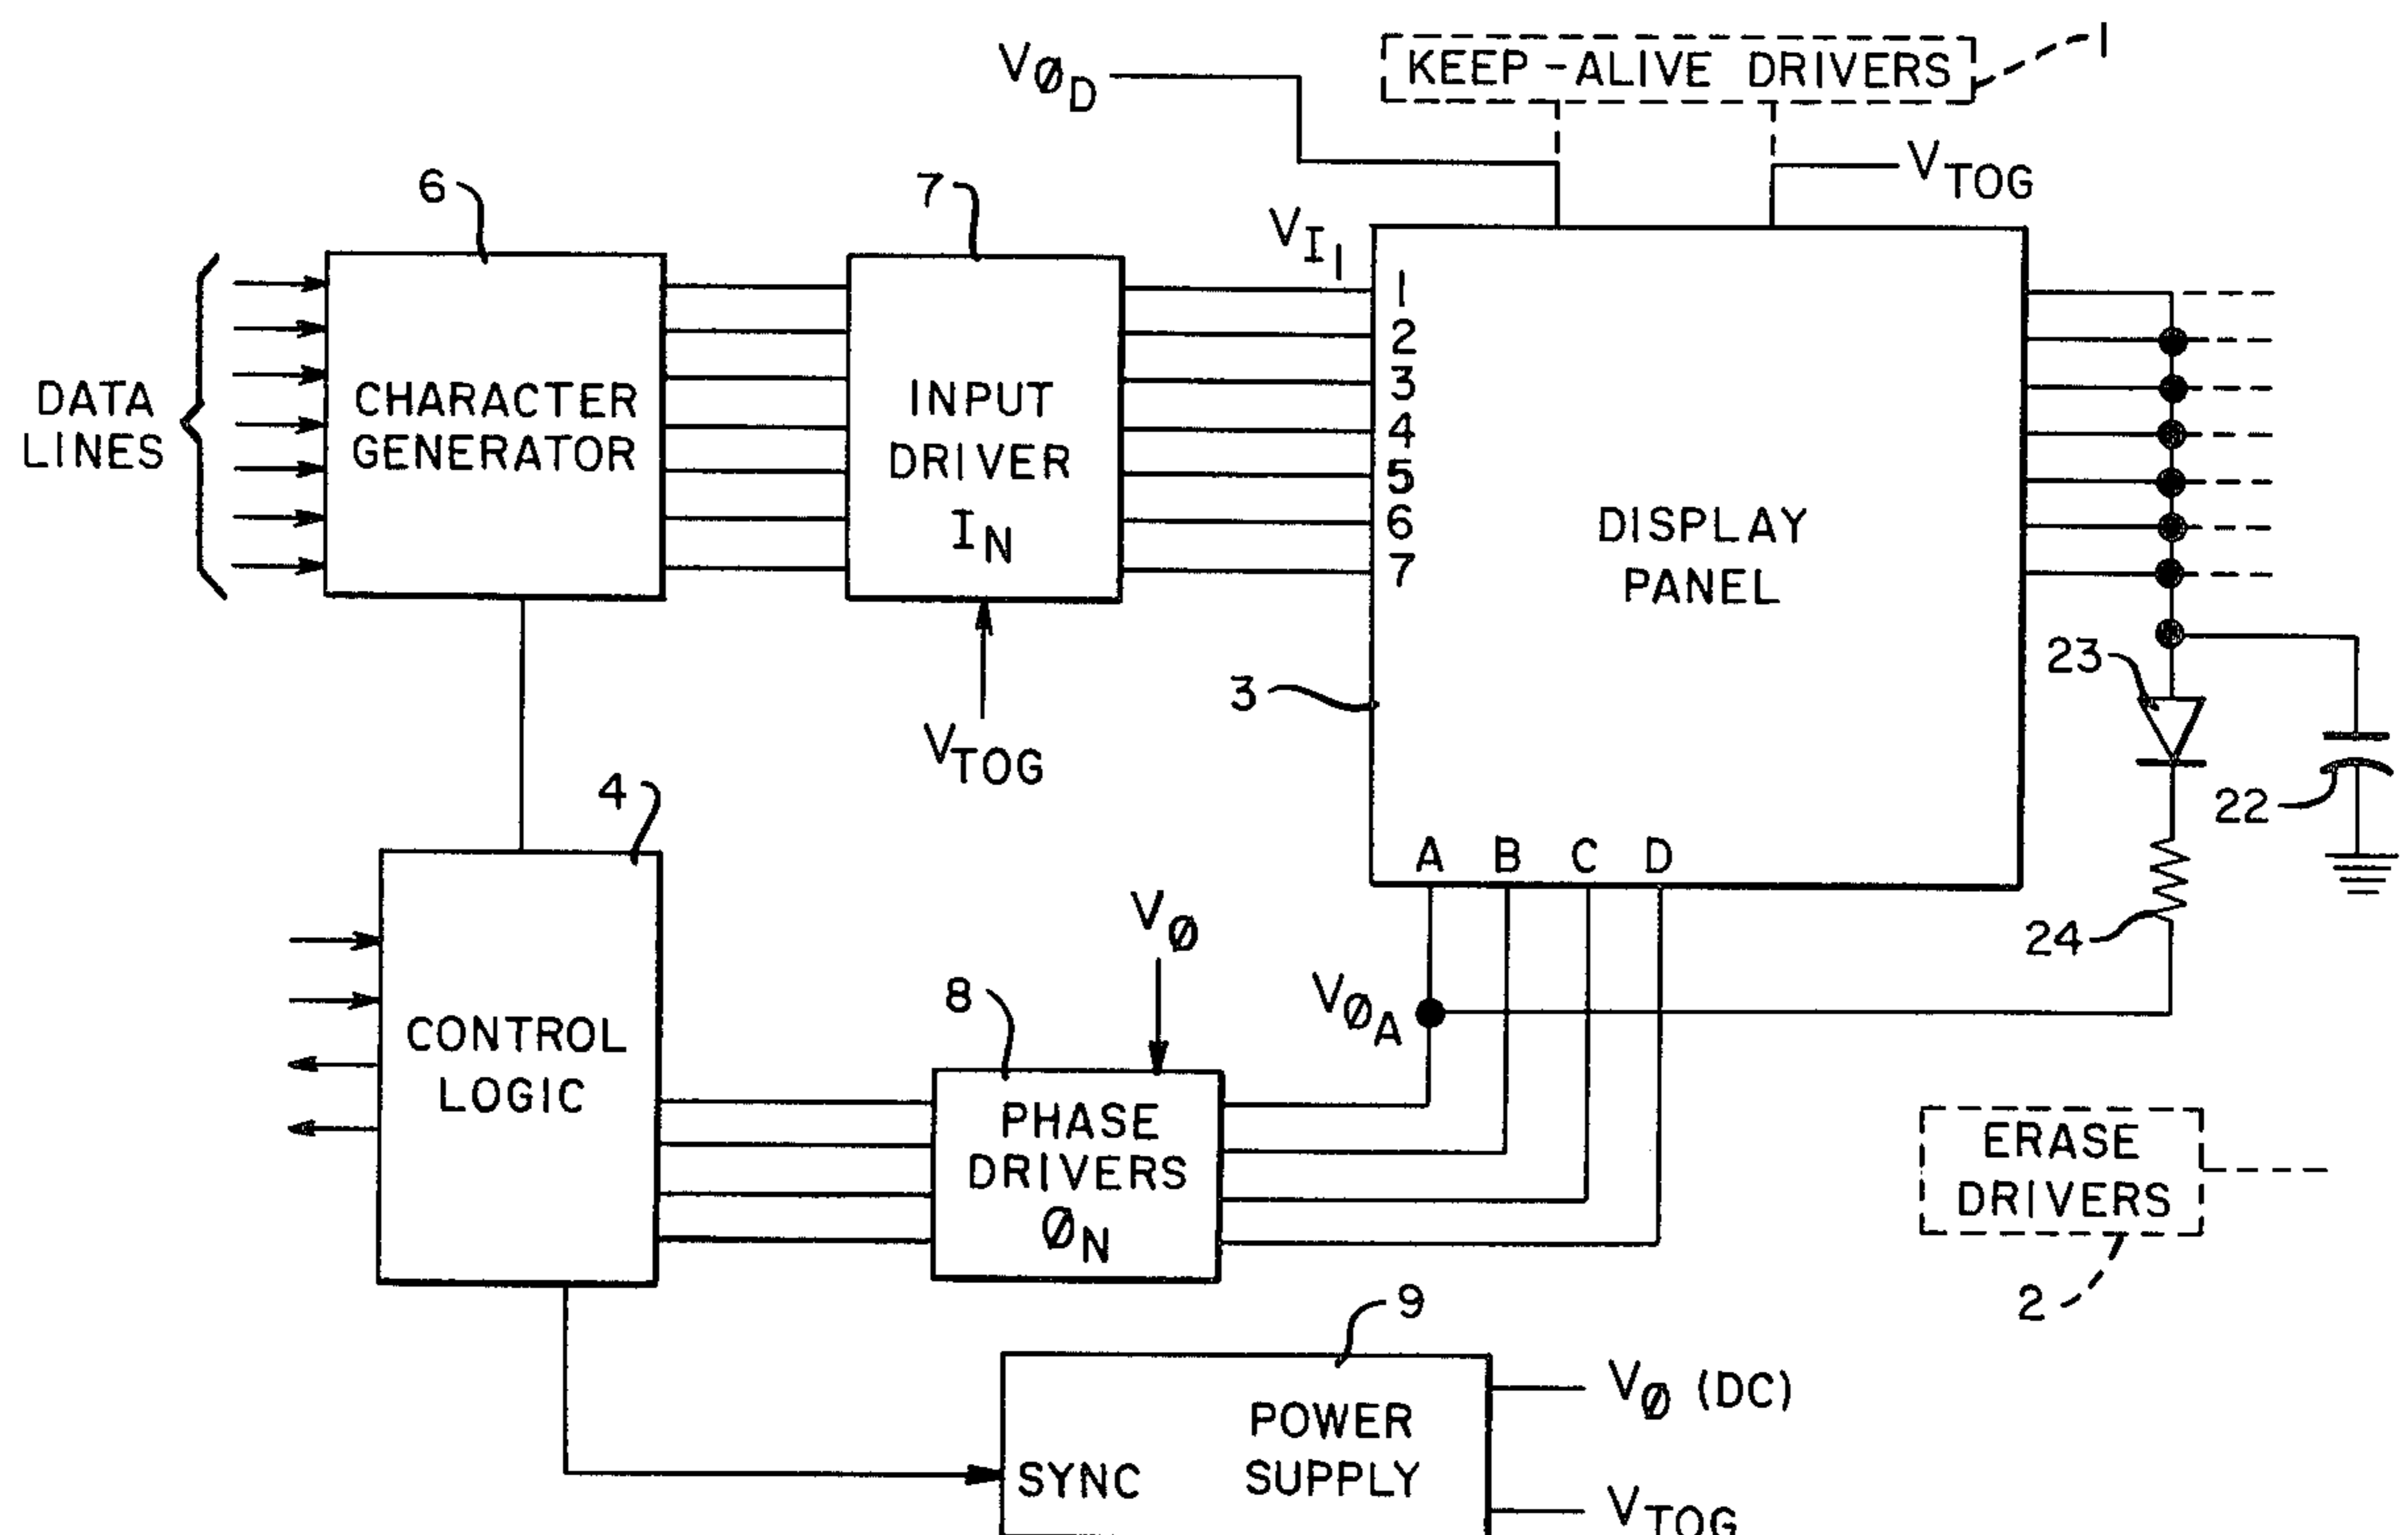 VØD
KEEP-ALIVE DRIVERS
1
VTOG
6
7
VI1
DATA
LINES
CHARACTER
GENERATOR
INPUT
DRIVER
IN
VTOG
1
2
3
4
5
6
7
DISPLAY
PANEL
3
A B C D
23
22
24
4
CONTROL
LOGIC
VØ
8
VØA
PHASE
DRIVERS
ØN
ERASE
DRIVERS
2
9
SYNC
POWER
SUPPLY
VØ (DC)
VTOG